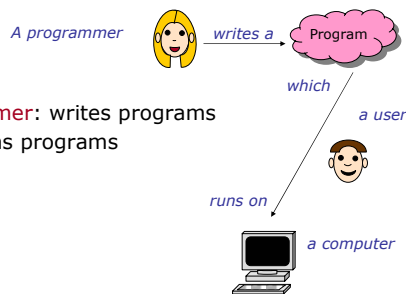 A programmer
writes a
Program
which
mer: writes programs
a user
ns programs
runs on
a computer